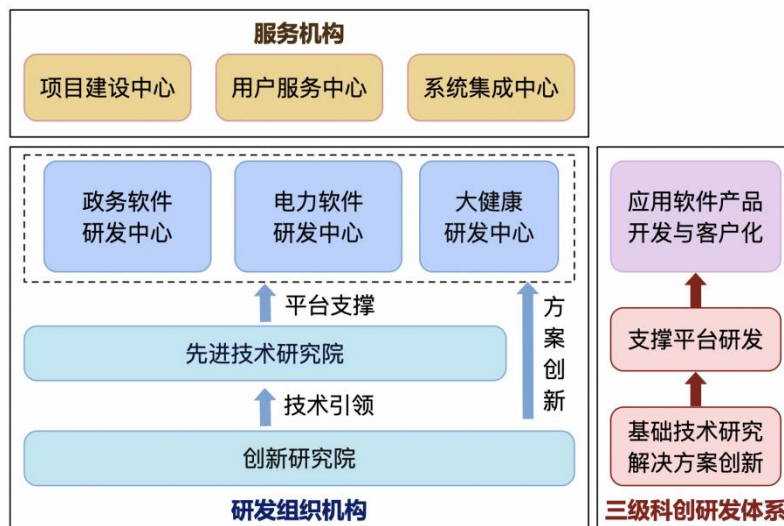 服务机构
项目建设中心
用户服务中心
系统集成中心
政务软件
研发中心
电力软件
研发中心
大健康
研发中心
平台支撑
方案创新
先进技术研究院
技术引领
创新研究院
研发组织机构
应用软件产品
开发与客户化
支撑平台研发
基础技术研究
解决方案创新
三级科创研发体系